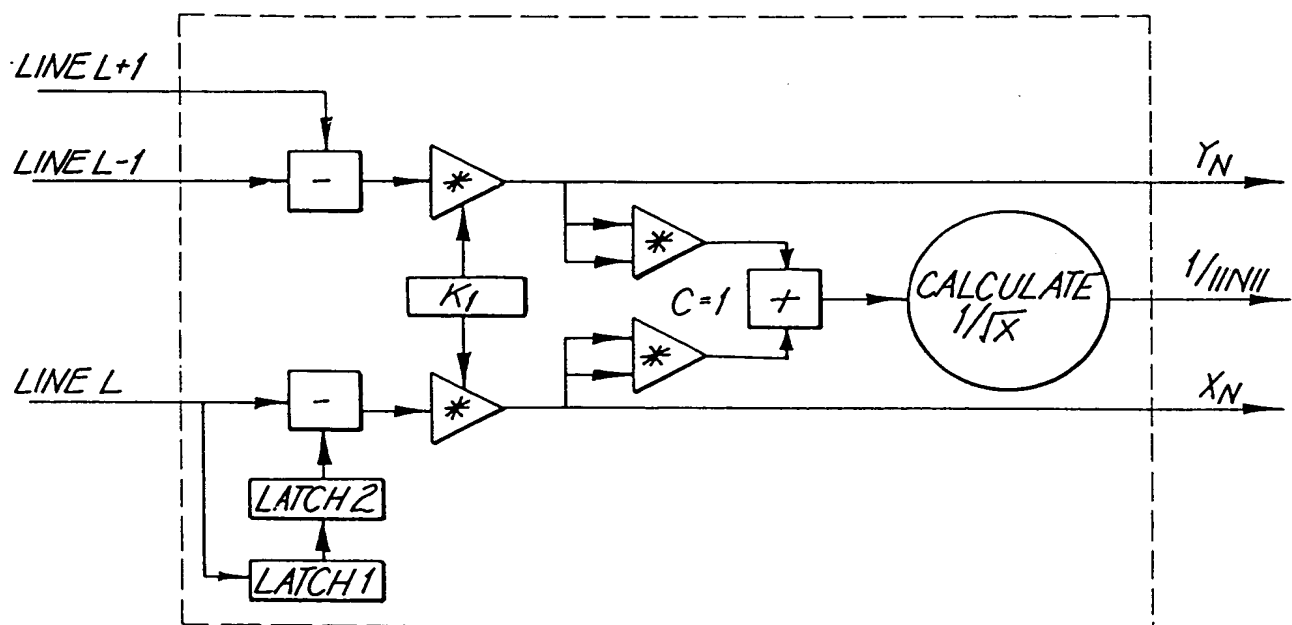 LINE L+1
LINE L-1
-
*
Y_N
*
K1
C=1
+
CALCULATE
1/√X
1/||N||
*
LINE L
-
*
X_N
LATCH 2
LATCH 1